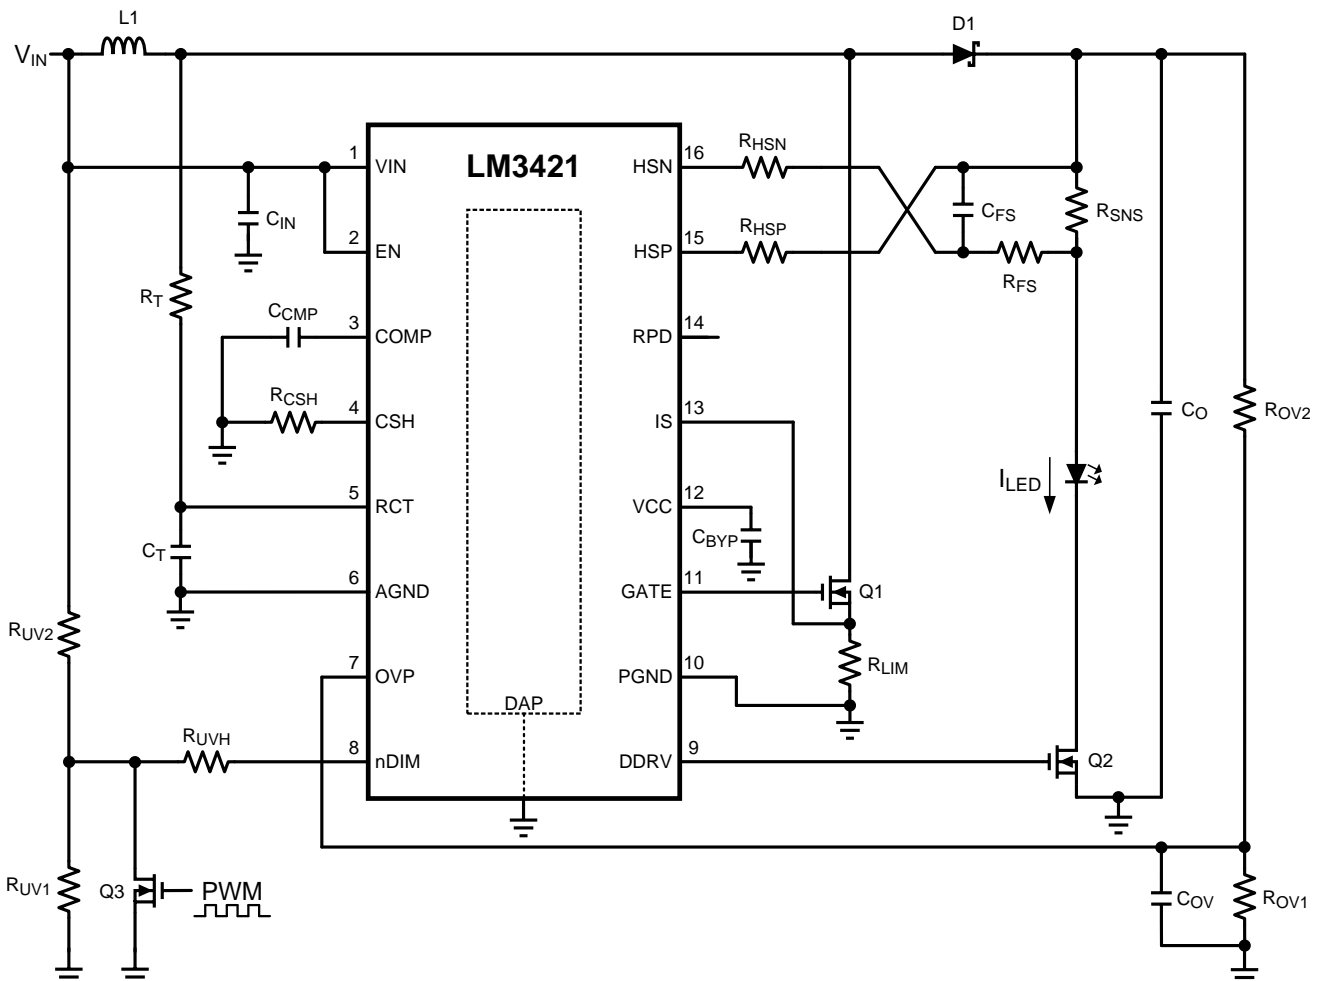 L1
D1
VIN
LM3421
1 VIN
HSN 16
RHSN
CIN
CFS
RSNS
2 EN
HSP 15
RHSP
RFS
RT
CCMP
3 COMP
RPD 14
RCSH
4 CSH
IS 13
CO
ROV2
ILED
5 RCT
VCC 12
CBYP
CT
6 AGND
GATE 11
Q1
RUV2
RLIM
7 OVP
PGND 10
DAP
RUVH
8 nDIM
DDRV 9
Q2
RUV1
Q3
PWM
COV
ROV1